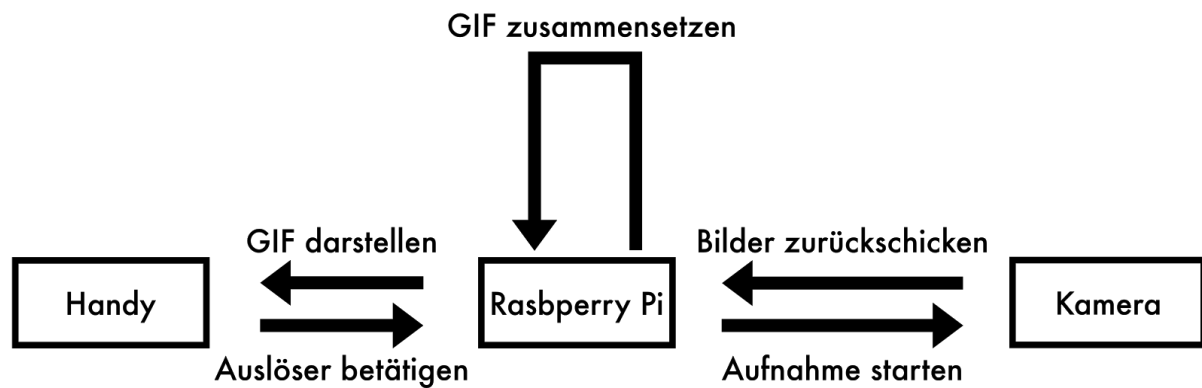 GIF zusammensetzen
GIF darstellen
Bilder zurückschicken
Handy
Rasbperry Pi
Kamera
Auslöser betätigen
Aufnahme starten